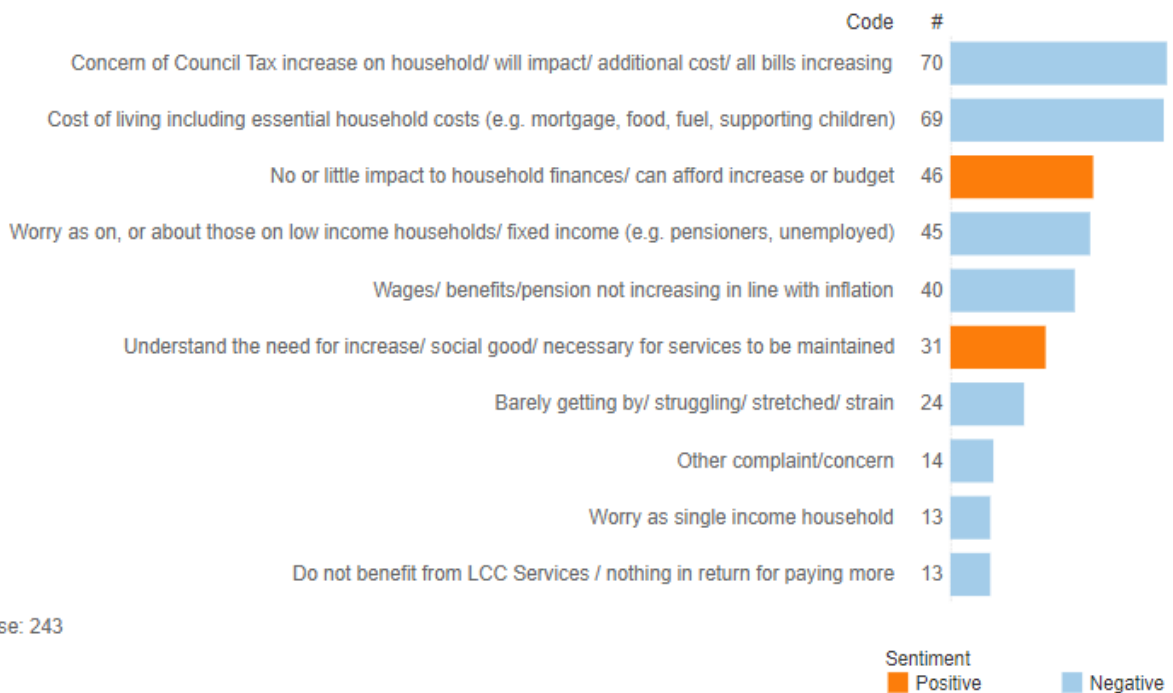 Code #
Concern of Council Tax increase on household/ will impact/ additional cost/ all bills increasing 70
Cost of living including essential household costs (e.g. mortgage, food, fuel, supporting children) 69
No or little impact to household finances/ can afford increase or budget 46
Worry as on, or about those on low income households/ fixed income (e.g. pensioners, unemployed) 45
Wages/ benefits/pension not increasing in line with inflation 40
Understand the need for increase/ social good/ necessary for services to be maintained 31
Barely getting by/ struggling/ stretched/ strain 24
Other complaint/concern 14
Worry as single income household 13
Do not benefit from LCC Services / nothing in return for paying more 13
se: 243
Sentiment
Positive Negative